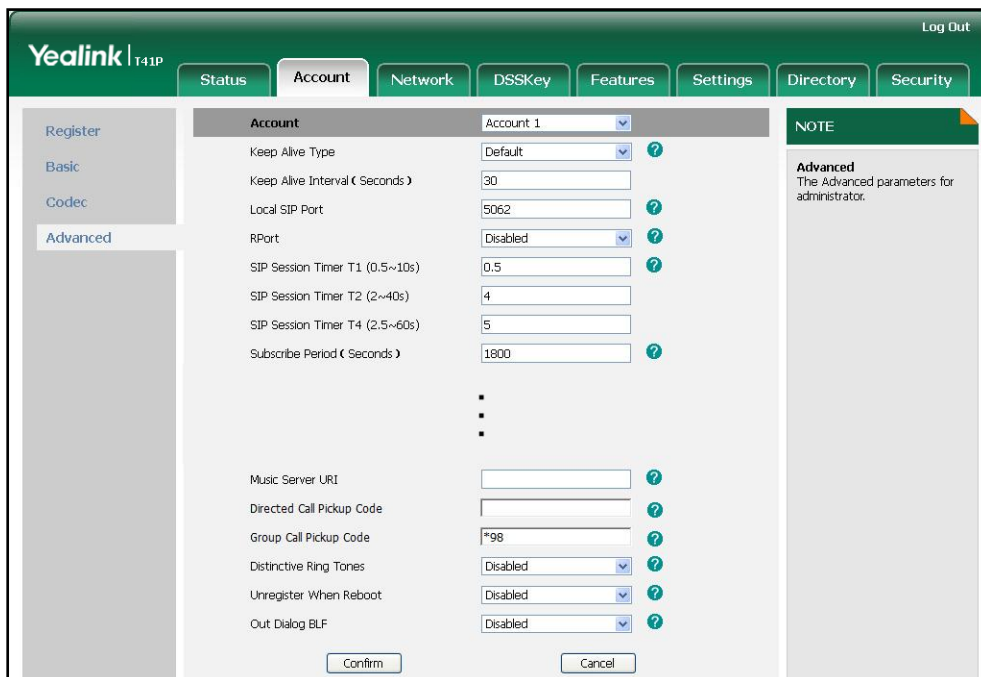 Log Out
Yealink | T41P
Status Account Network DSSKey Features Settings Directory Security
Register
Basic
Codec
Advanced
Account Account 1
Keep Alive Type Default ?
Keep Alive Interval(Seconds) 30
Local SIP Port 5062 ?
RPort Disabled ?
SIP Session Timer T1 (0.5~10s) 0.5 ?
SIP Session Timer T2 (2~40s) 4
SIP Session Timer T4 (2.5~60s) 5
Subscribe Period(Seconds) 1800 ?
Music Server URI ?
Directed Call Pickup Code ?
Group Call Pickup Code *98 ?
Distinctive Ring Tones Disabled ?
Unregister When Reboot Disabled ?
Out Dialog BLF Disabled ?
Confirm Cancel
NOTE
Advanced
The Advanced parameters for
administrator.